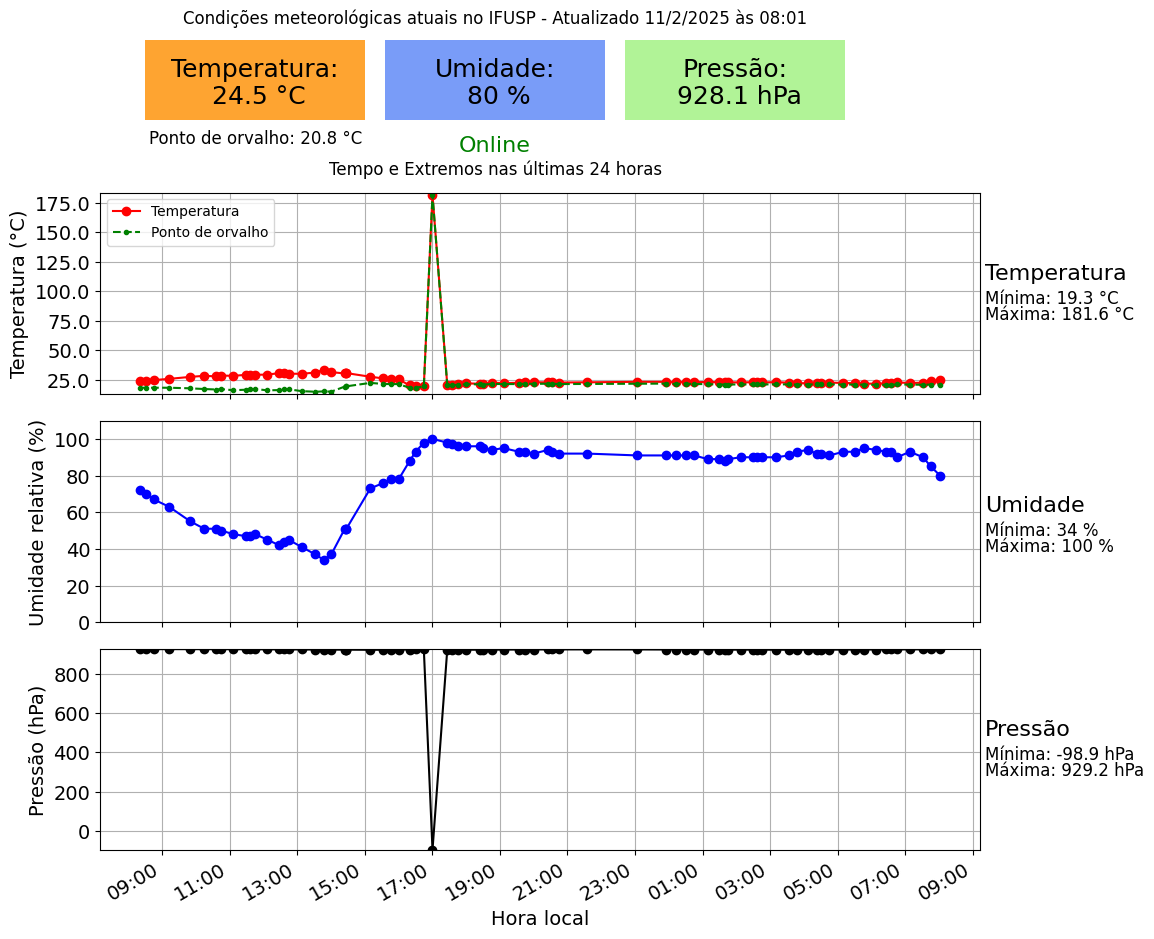 Condições meteorológicas atuais no IFUSP - Atualizado 11/2/2025 às 08:01
Temperatura:
24.5 °C
Umidade:
80 %
Pressão:
928.1 hPa
Ponto de orvalho: 20.8 °C
Online
Tempo e Extremos nas últimas 24 horas
Temperatura (°C)
175.0
150.0
125.0
100.0
75.0
50.0
25.0
Temperatura
Ponto de orvalho
Temperatura
Mínima: 19.3 °C
Máxima: 181.6 °C
Umidade relativa (%)
100
80
60
40
20
0
Umidade
Mínima: 34 %
Máxima: 100 %
Pressão (hPa)
800
600
400
200
0
Pressão
Mínima: -98.9 hPa
Máxima: 929.2 hPa
09:00 11:00 13:00 15:00 17:00 19:00 21:00 23:00 01:00 03:00 05:00 07:00 09:00
Hora local